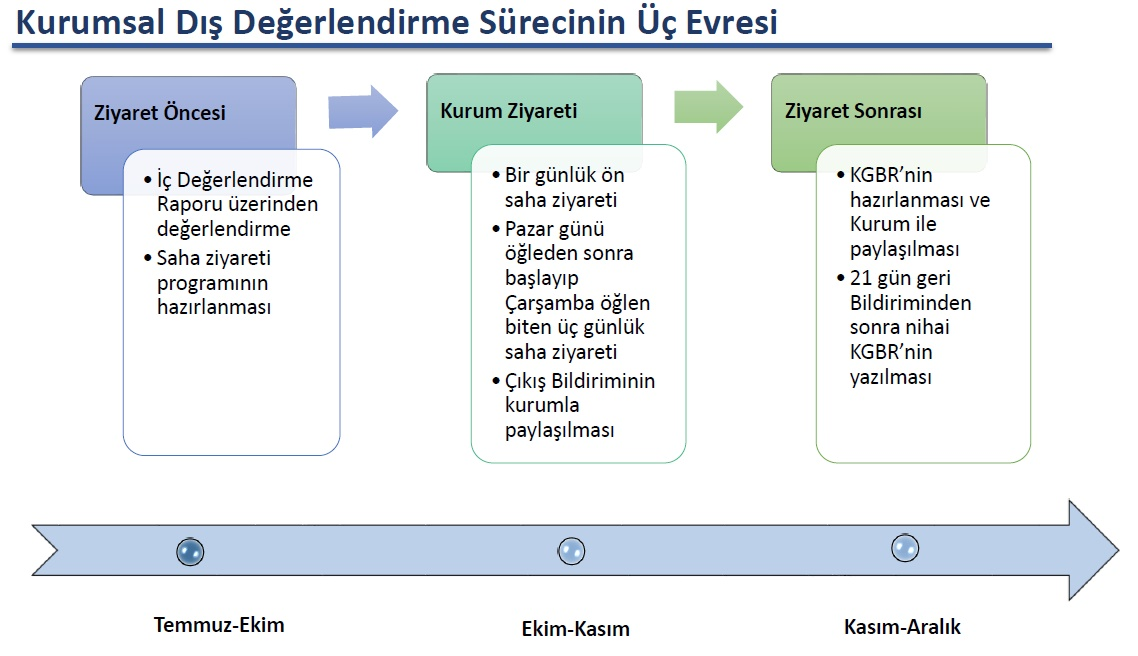 Kurumsal Dış Değerlendirme Sürecinin Üç Evresi
Ziyaret Öncesi
• İç Değerlendirme
Raporu üzerinden
değerlendirme
• Saha ziyareti
programının
hazırlanması
Kurum Ziyareti
• Bir günlük ön
saha ziyareti
• Pazar günü
öğleden sonra
başlayıp
Çarşamba öğlen
biten üç günlük
saha ziyareti
• Çıkış Bildiriminin
kurumla
paylaşılması
Ziyaret Sonrası
• KGBR’nin
hazırlanması ve
Kurum ile
paylaşılması
• 21 gün geri
Bildiriminden
sonra nihai
KGBR’nin
yazılması
Temmuz-Ekim
Ekim-Kasım
Kasım-Aralık